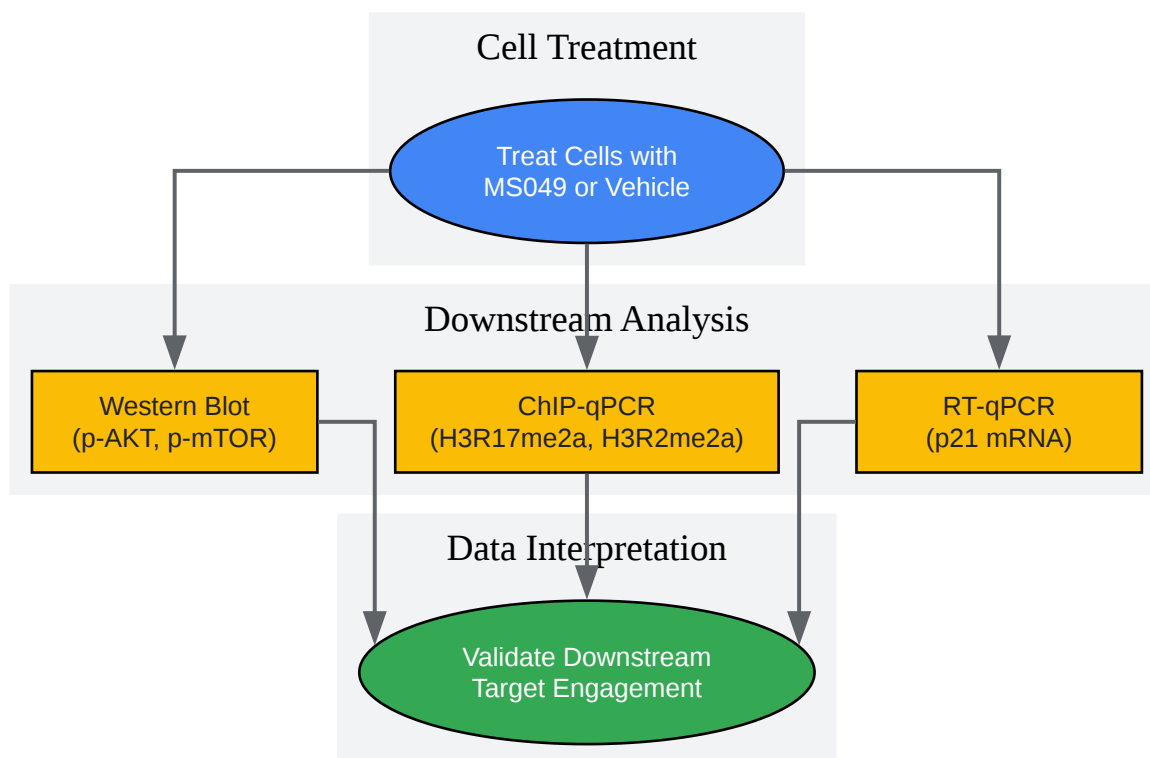 Cell Treatment
Treat Cells with
MS049 or Vehicle
Downstream Analysis
Western Blot
(p-AKT, p-mTOR)
ChIP-qPCR
(H3R17me2a, H3R2me2a)
RT-qPCR
(p21 mRNA)
Data Interpretation
Validate Downstream
Target Engagement